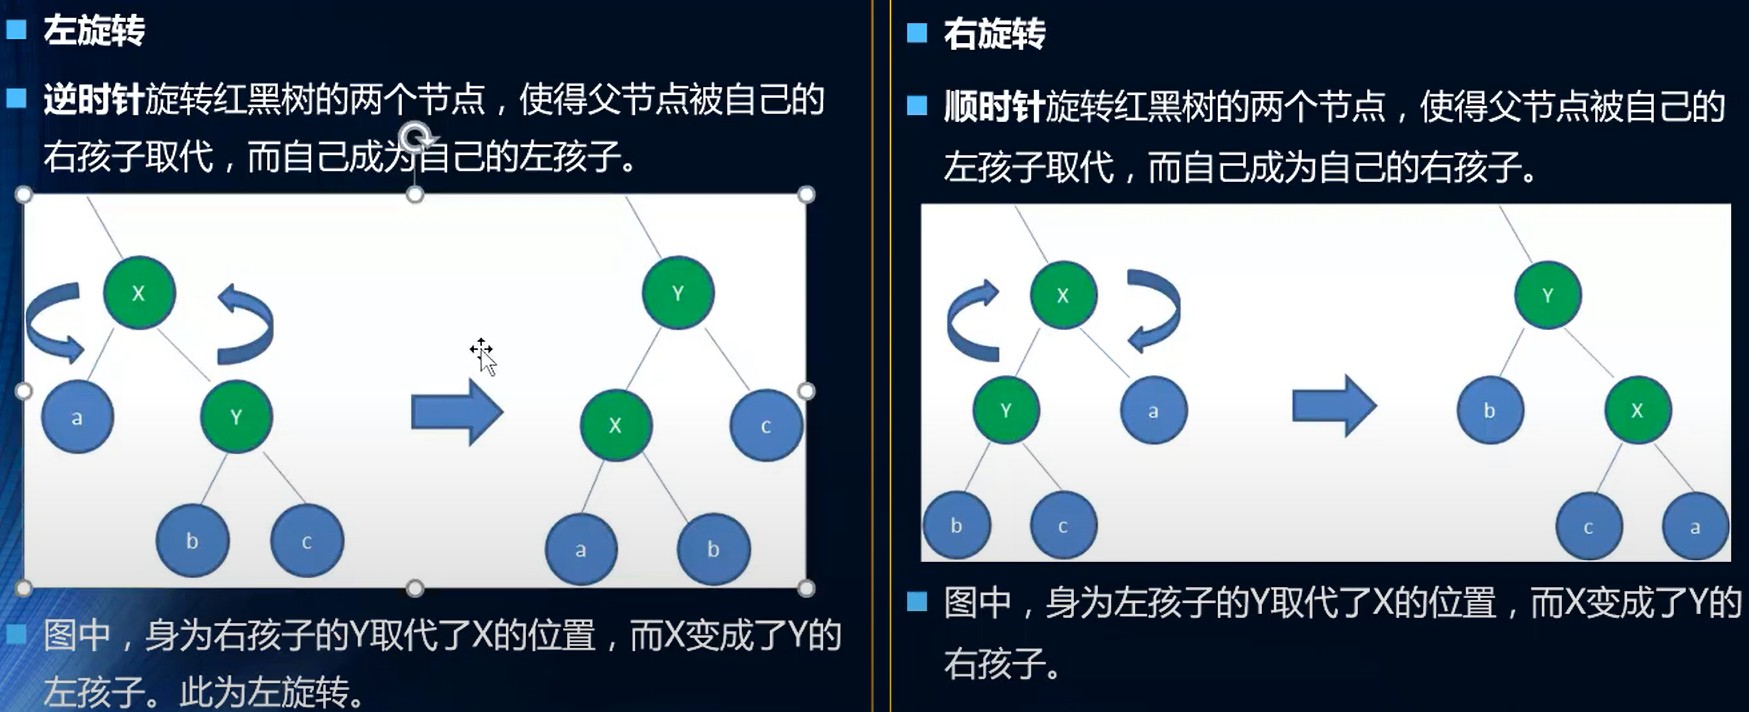 左旋转
逆时针旋转红黑树的两个节点，使得父节点被自己的
右孩子取代，而自己成为自己的左孩子。
X
Y
a
Y
X
c
b
c
a
b
图中，身为右孩子的Y取代了X的位置，而X变成了Y的
左孩子。此为左旋转。
右旋转
顺时针旋转红黑树的两个节点，使得父节点被自己的
左孩子取代，而自己成为自己的右孩子。
X
Y
Y
a
b
X
b
c
c
a
图中，身为左孩子的Y取代了X的位置，而X变成了Y的
右孩子。